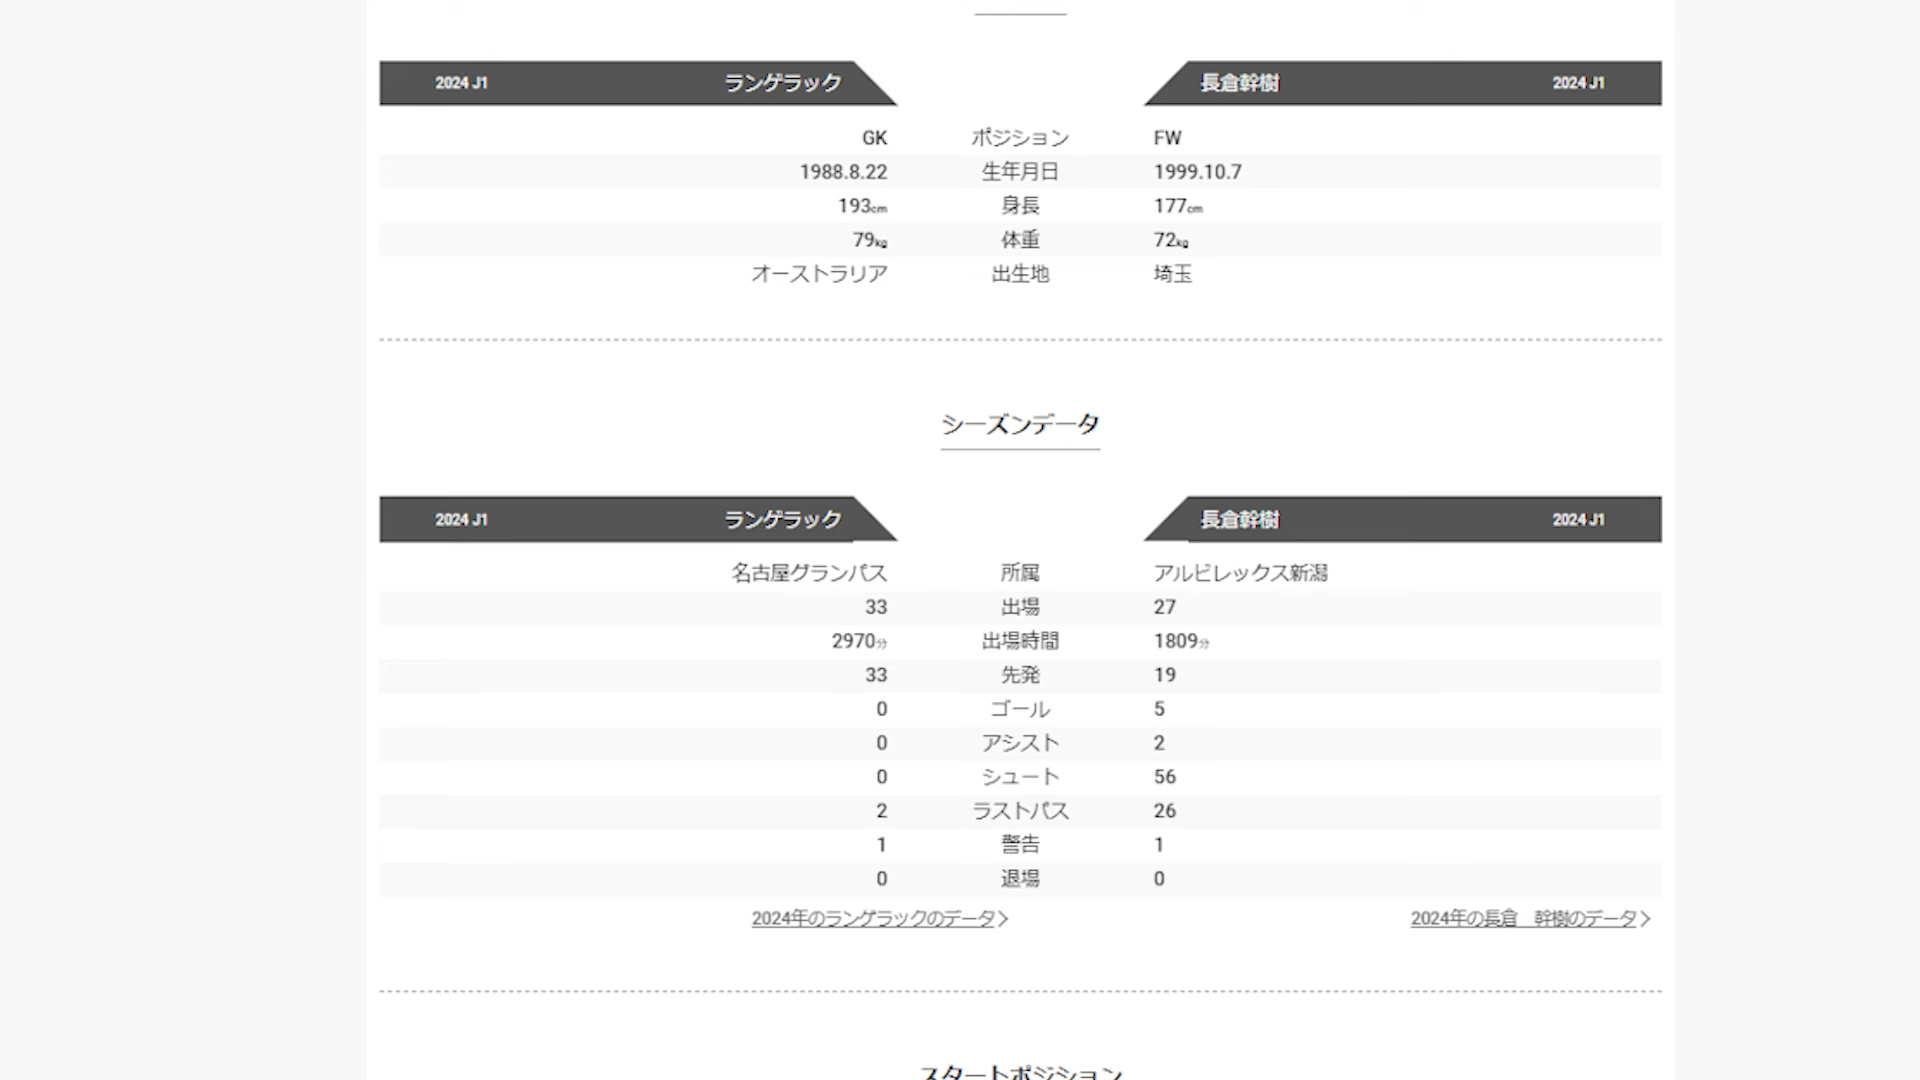 2024 J1 ランゲラック 長倉幹樹 2024 J1
GK ポジション FW
1988.8.22 生年月日 1999.10.7
193cm 身長 177cm
79kg 体重 72kg
オーストラリア 出生地 埼玉
シーズンデータ
2024 J1 ランゲラック 長倉幹樹 2024 J1
名古屋グランパス 所属 アルビレックス新潟
33 出場 27
2970分 出場時間 1809分
33 先発 19
0 ゴール 5
0 アシスト 2
0 シュート 56
2 ラストパス 26
1 警告 1
0 退場 0
2024年のランゲラックのデータ 2024年の長倉　幹樹のデータ
スタートポジション